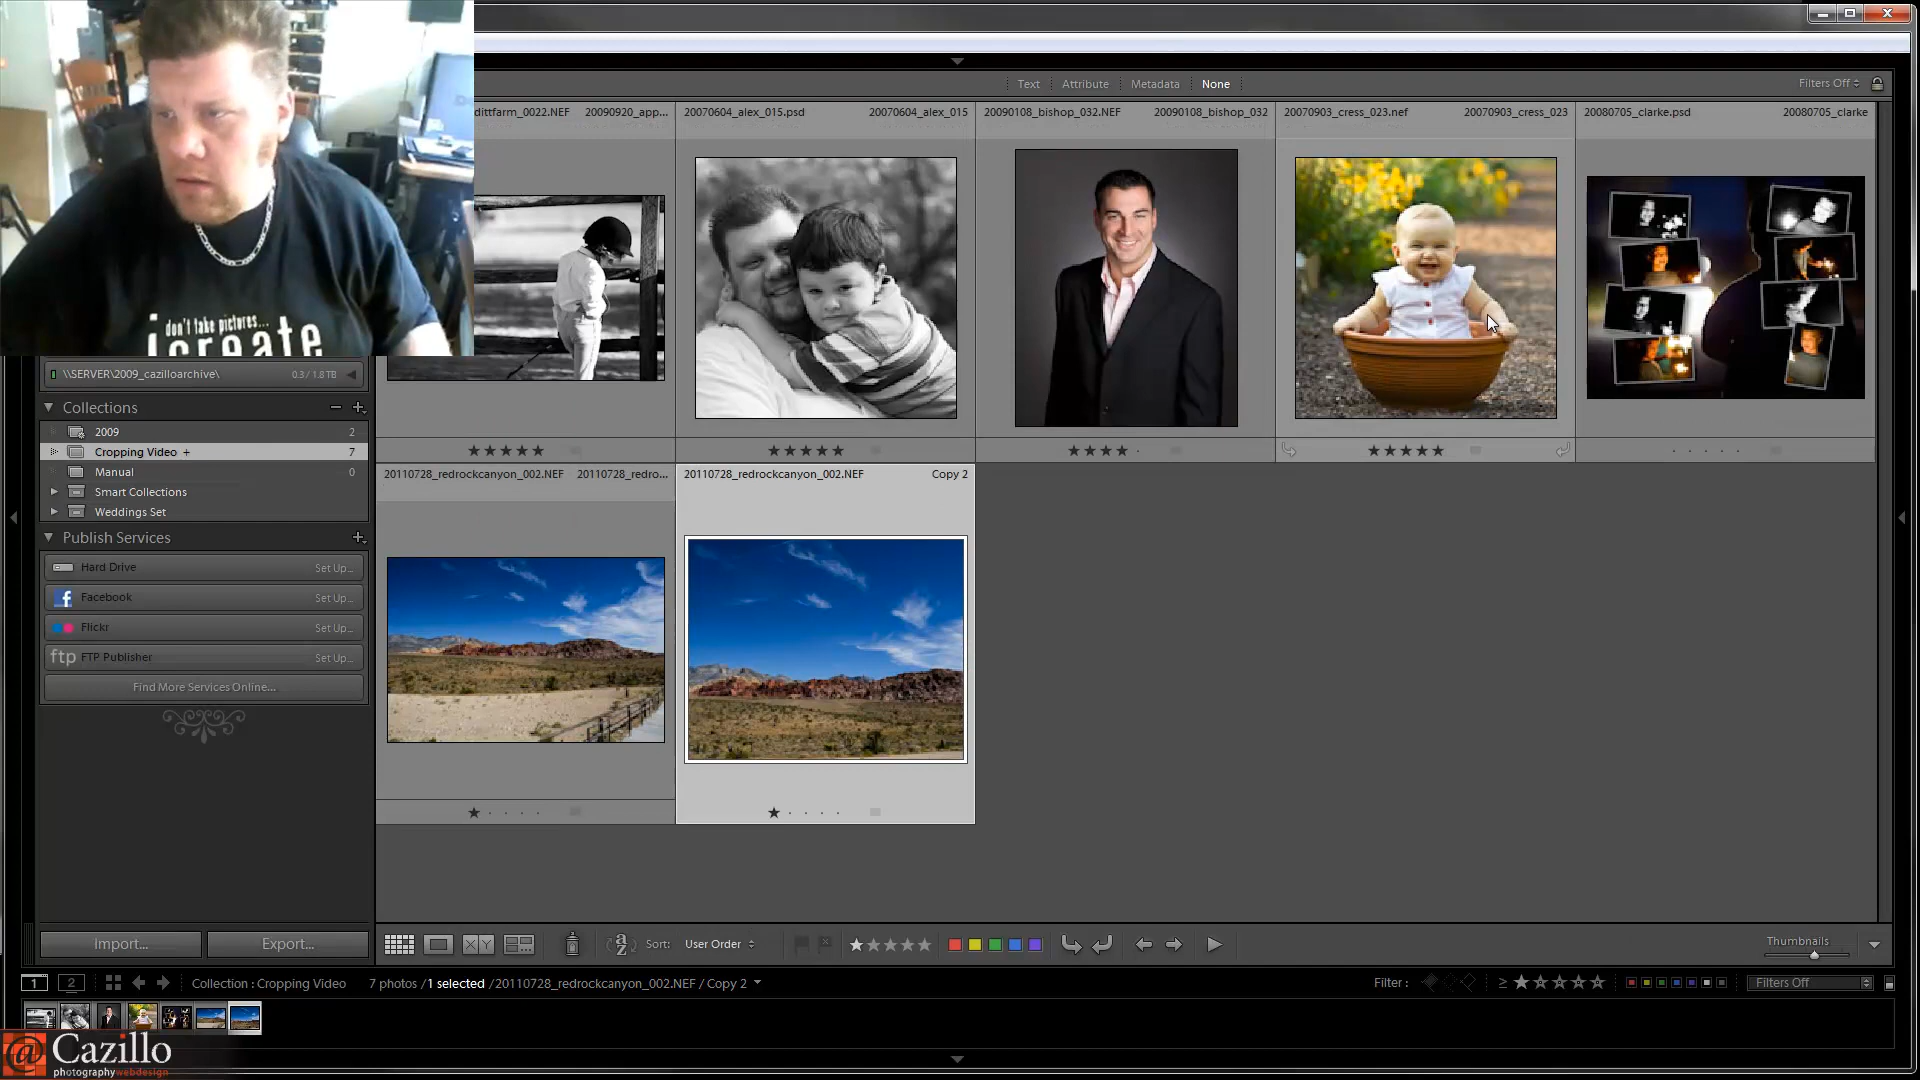 Text Attribute Metadata None
Filters Off
dittfarm_0022.NEF 20090920_app...
20070604_alex_015.psd 20070604_alex_015
20090108_bishop_032.NEF 20090108_bishop_032
20070903_cress_023.nef 20070903_cress_023
20080705_clarke.psd 20080705_clarke
don't take pictures...
icreate
\\SERVER\2009_cazilloarchive\ 0.3 / 1.8 TB
Collections
2009 2
Cropping Video + 7
Manual 0
Smart Collections
Weddings Set
Publish Services
Hard Drive Set Up...
Facebook Set Up...
Flickr Set Up...
ftp FTP Publisher Set Up...
Find More Services Online...
20110728_redrockcanyon_002.NEF 20110728_redro...
20110728_redrockcanyon_002.NEF Copy 2
Import... Export...
XY
Sort: User Order
Thumbnails
1 2 Collection : Cropping Video 7 photos / 1 selected / 20110728_redrockcanyon_002.NEF / Copy 2
Filter : ≥ Filters Off
@ Cazillo
photographywebdesign